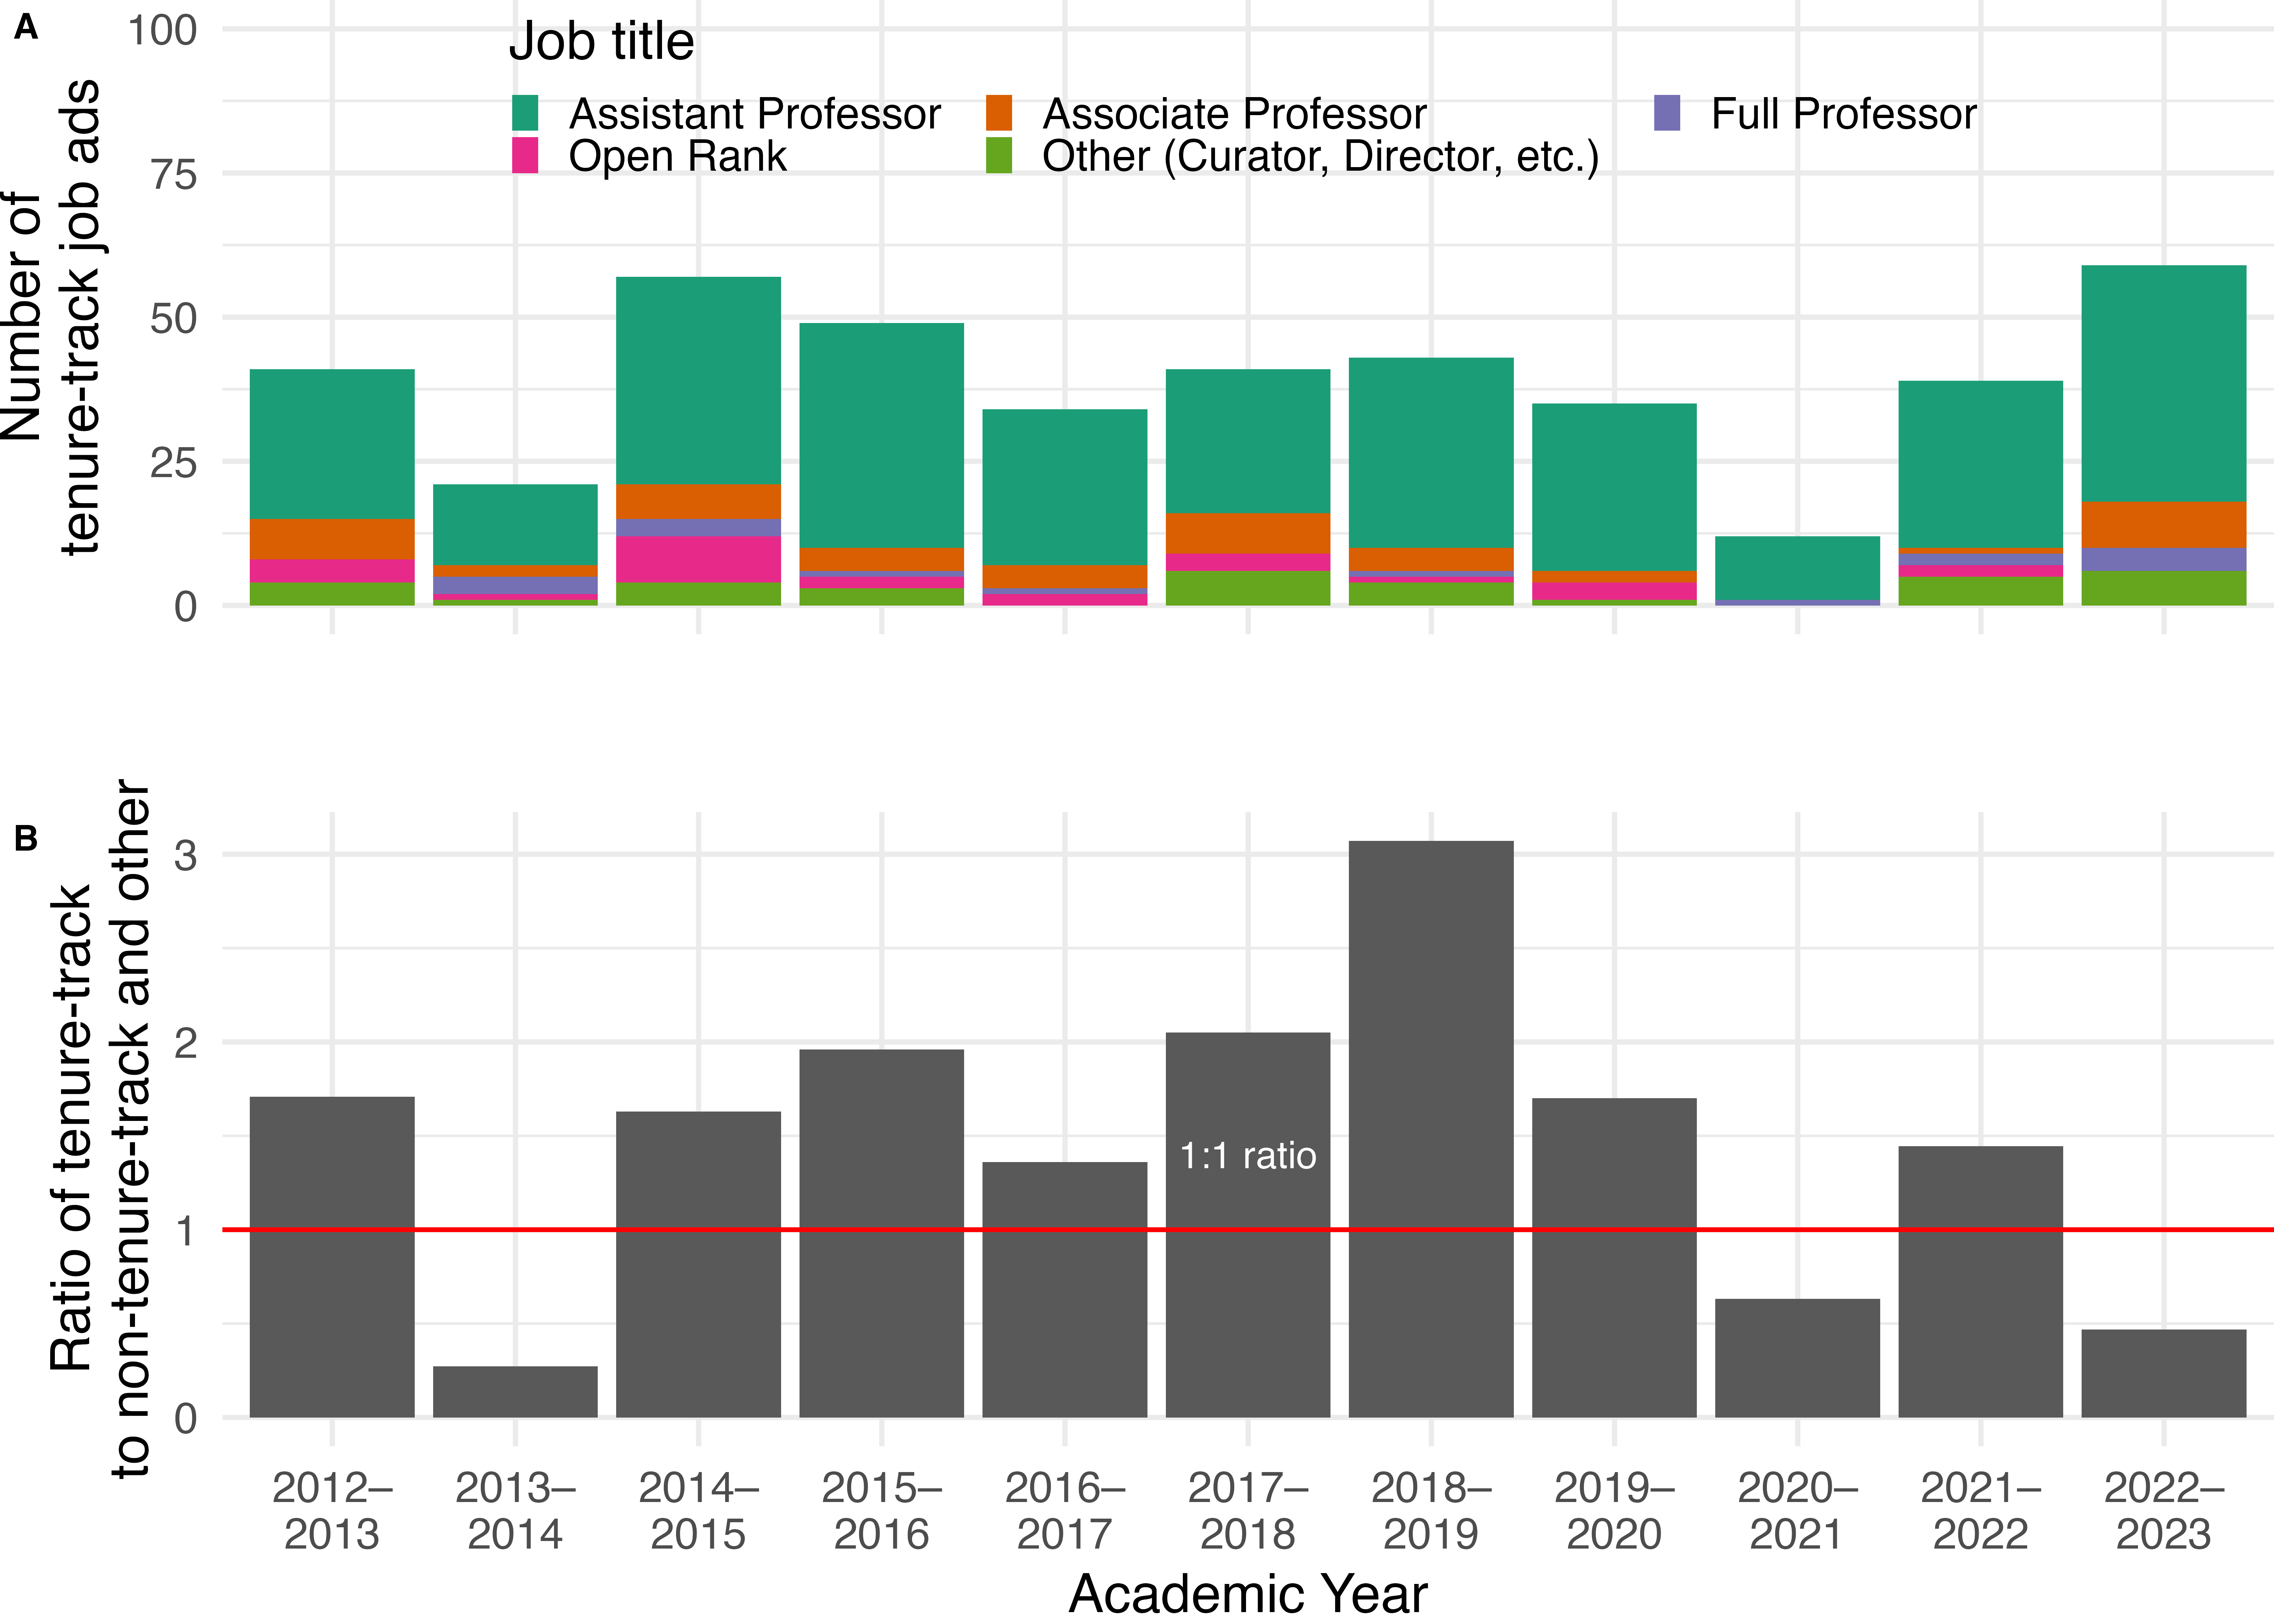 A
Number of
tenure-track job ads
100
75
50
25
0
Job title
Assistant Professor
Associate Professor
Full Professor
Open Rank
Other (Curator, Director, etc.)
B
Ratio of tenure-track
to non-tenure-track and other
3
2
1
0
1:1 ratio
2012–
2013
2013–
2014
2014–
2015
2015–
2016
2016–
2017
2017–
2018
2018–
2019
2019–
2020
2020–
2021
2021–
2022
2022–
2023
Academic Year